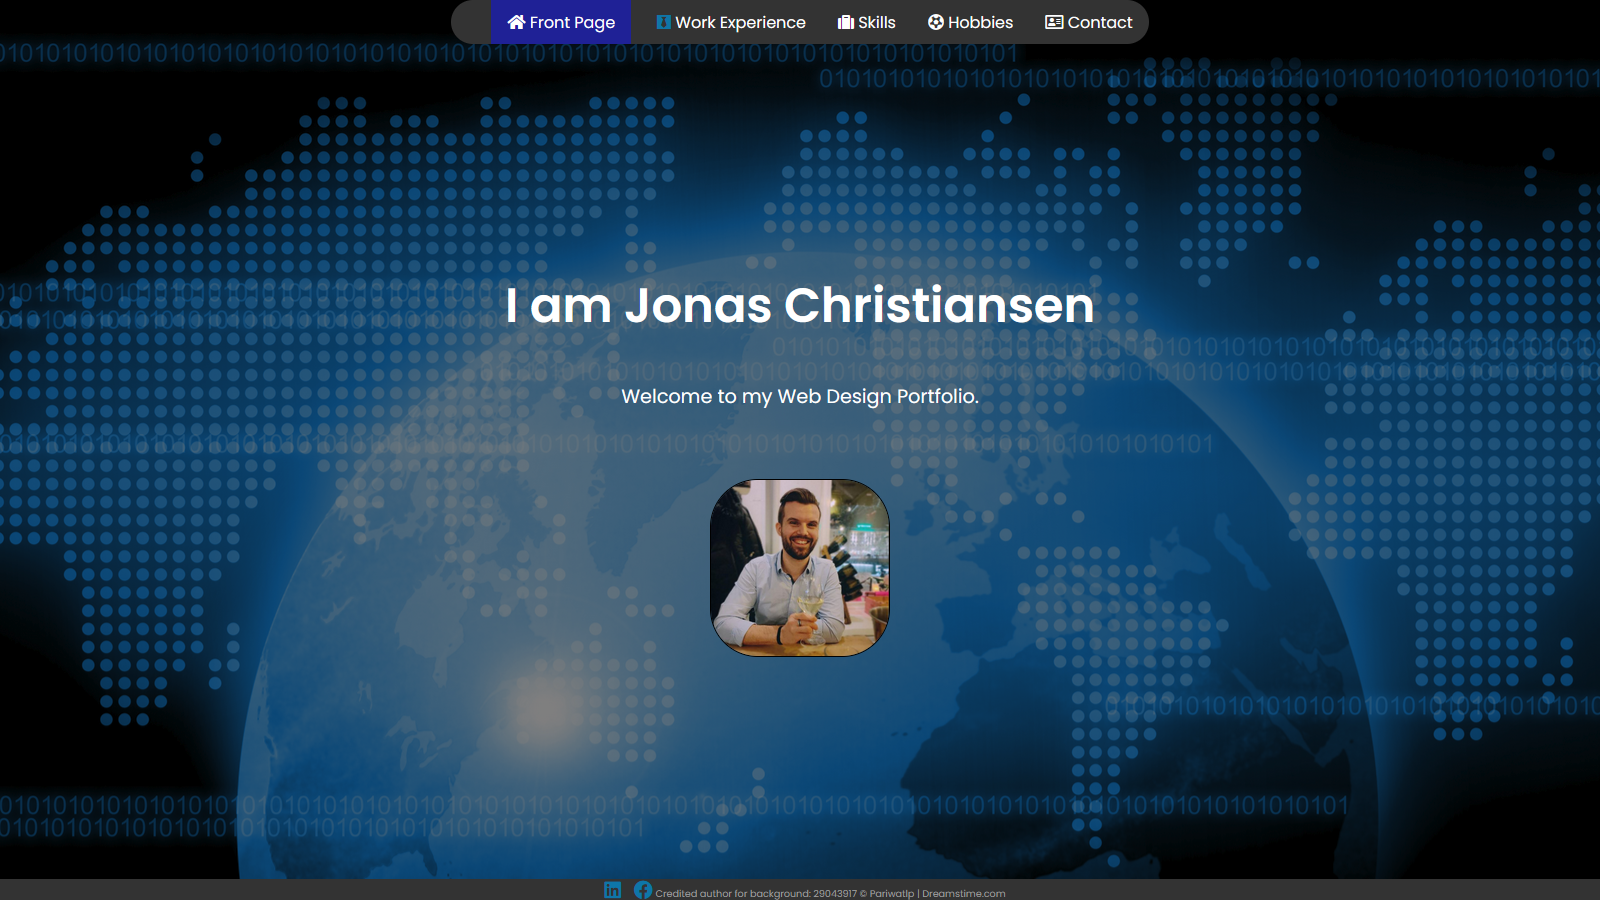 Front Page
Work Experience
Skills
Hobbies
Contact
I am Jonas Christiansen
Welcome to my Web Design Portfolio.
Credited author for background: 29043917 © Pariwatlp | Dreamstime.com